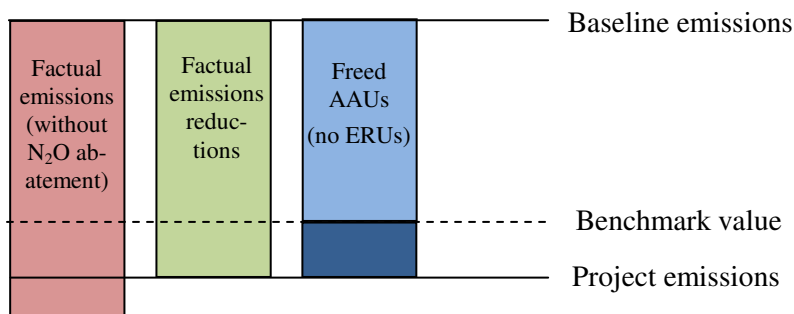 Baseline emissions
Factual
emissions
(without
N₂O ab-
atement)
Factual
emissions
reduc-
tions
Freed
AAUs
(no ERUs)
Benchmark value
Project emissions